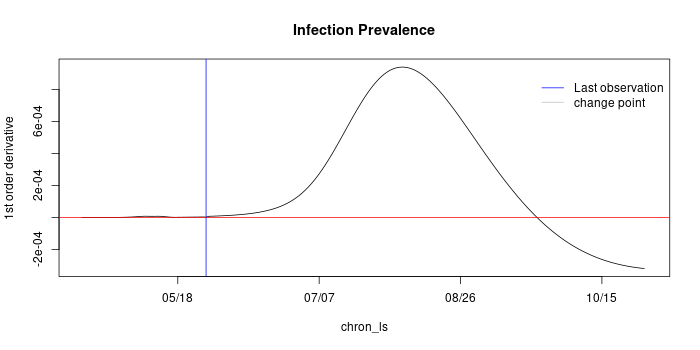 Infection Prevalence
1st order derivative
6e-04
2e-04
-2e-04
Last observation
change point
05/18
07/07
08/26
10/15
chron_ls